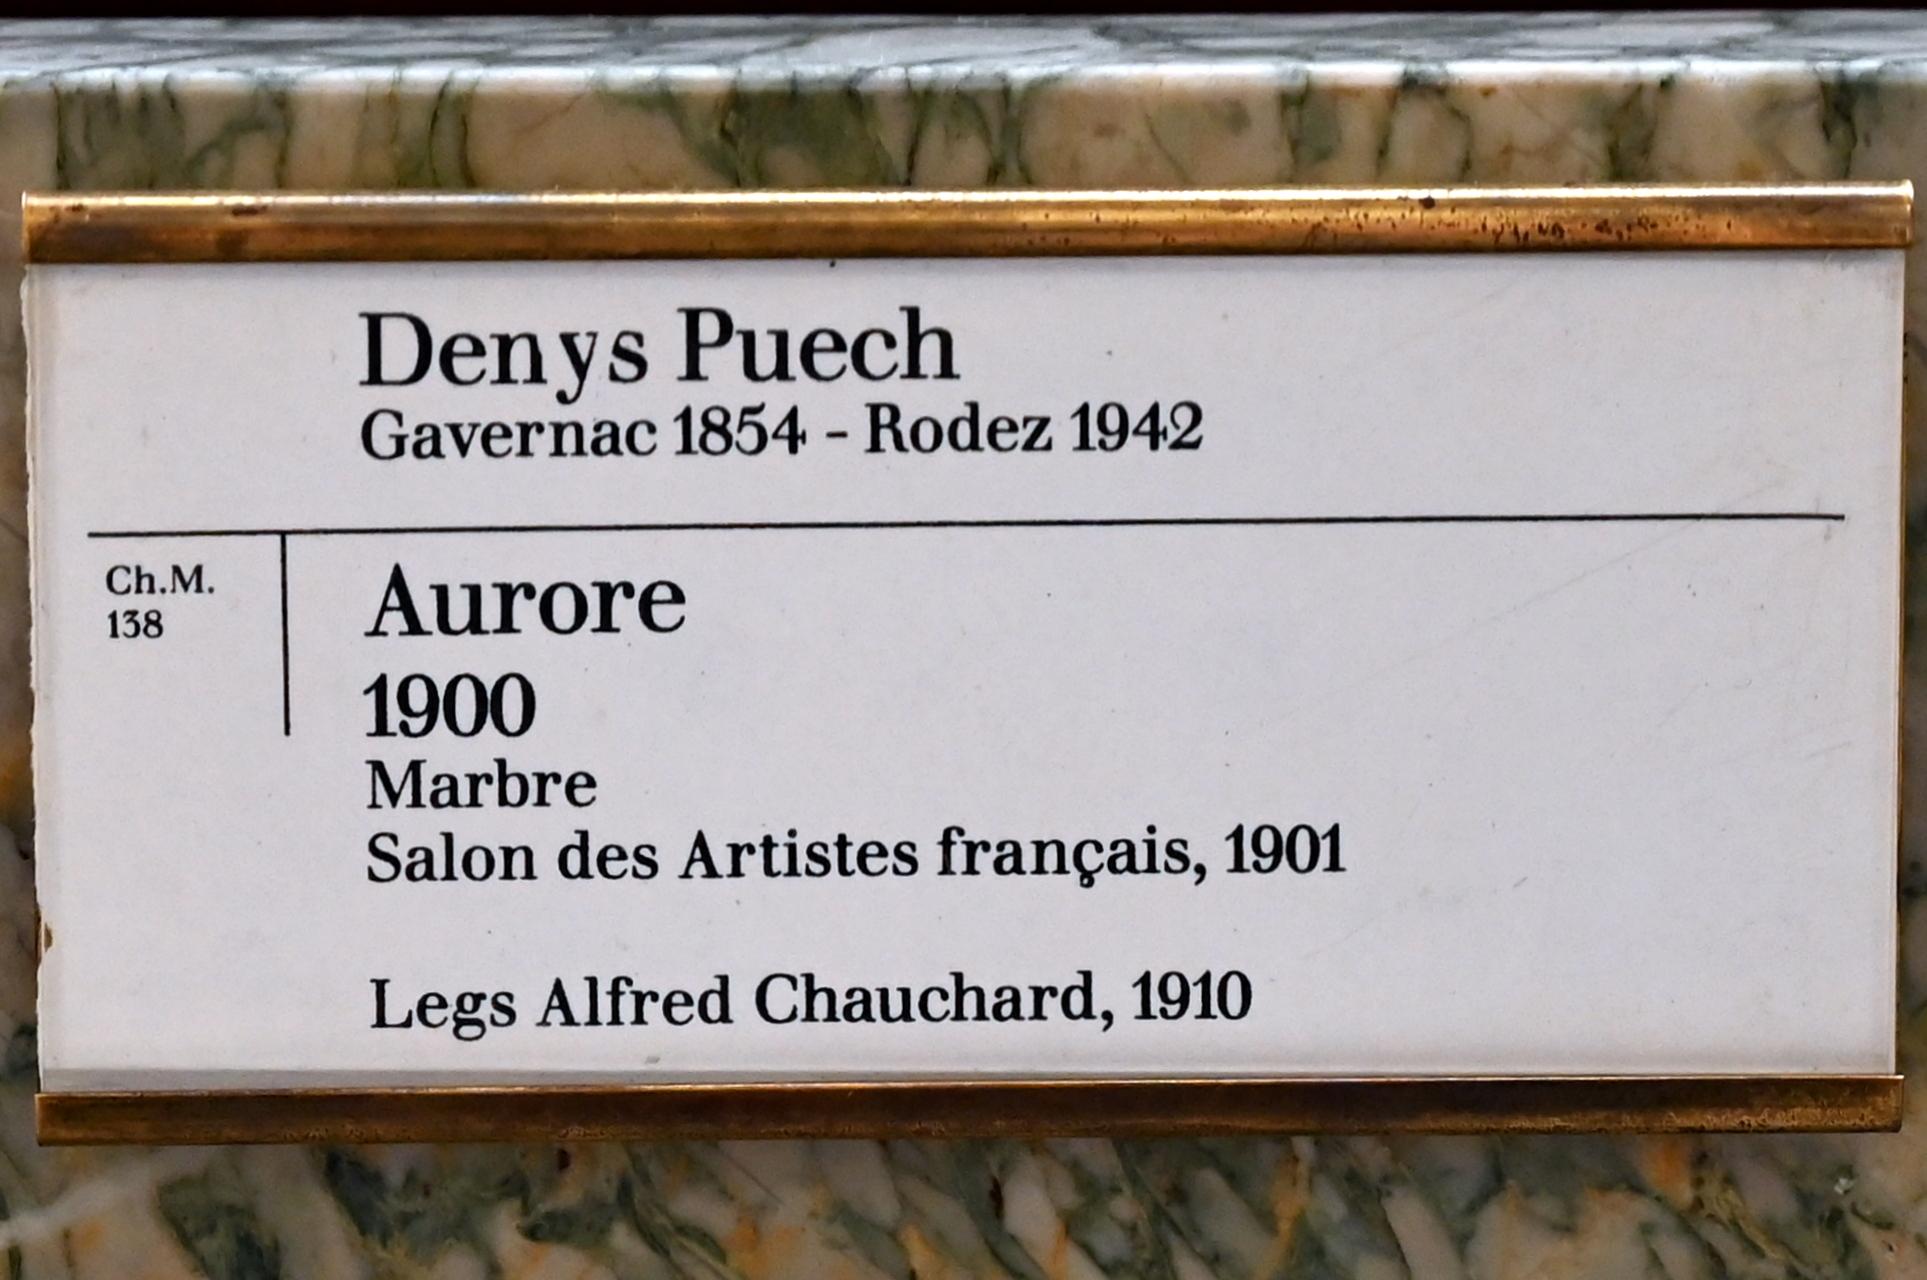 Denys Puech
Gavernac 1854 - Rodez 1942
Ch.M.
138
Aurore
1900
Marbre
Salon des Artistes français, 1901
Legs Alfred Chauchard, 1910